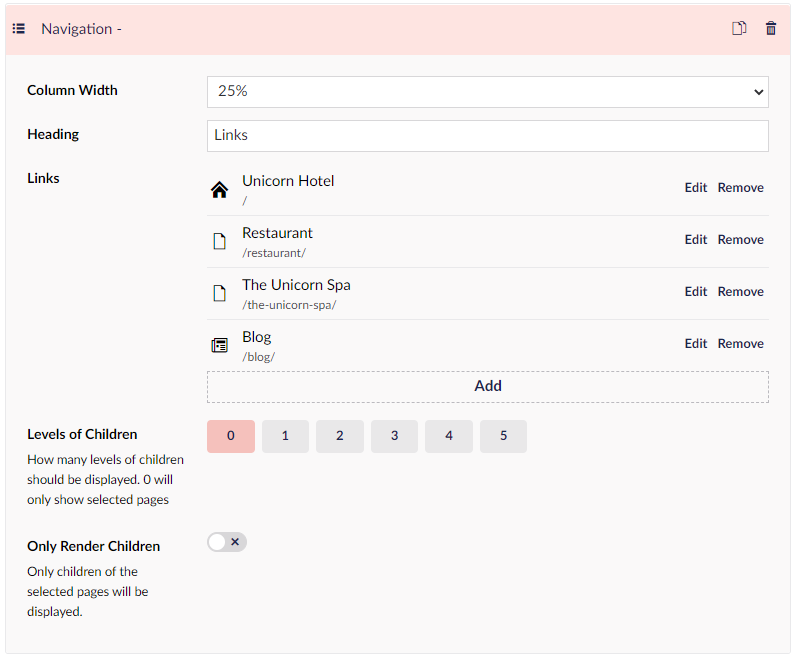 Navigation -
Column Width
25%
Heading
Links
Links
Unicorn Hotel
/
Edit Remove
Restaurant
/restaurant/
Edit Remove
The Unicorn Spa
/the-unicorn-spa/
Edit Remove
Blog
/blog/
Edit Remove
Add
Levels of Children
How many levels of children
should be displayed. 0 will
only show selected pages
0 1 2 3 4 5
Only Render Children
Only children of the
selected pages will be
displayed.